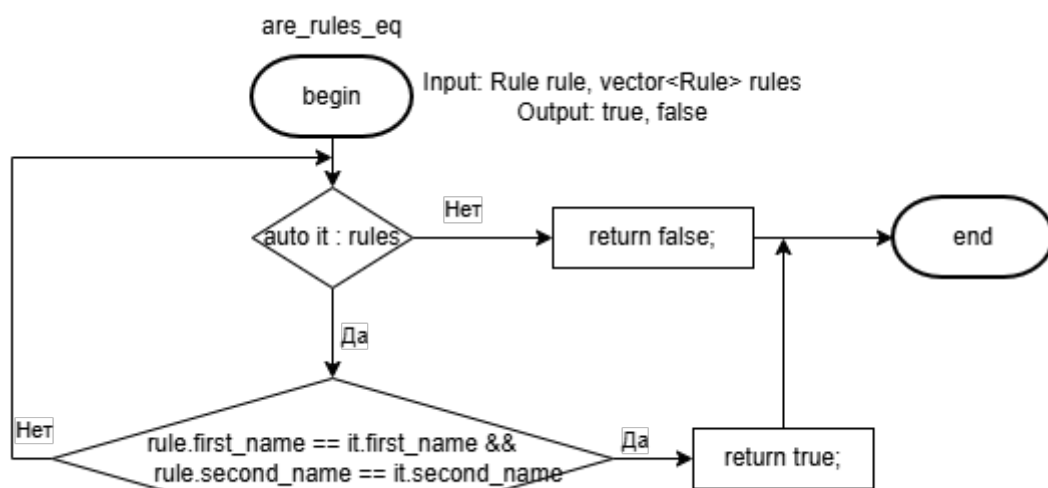 are_rules_eq
begin
Input: Rule rule, vector<Rule> rules
Output: true, false
auto it : rules
Нет
return false;
end
Да
Нет
rule.first_name == it.first_name &&
rule.second_name == it.second_name
Да
return true;